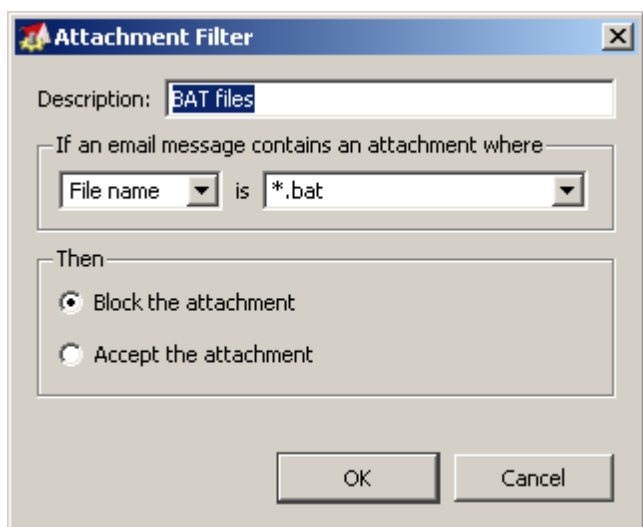 Attachment Filter
Description: BAT files
If an email message contains an attachment where
File name is *.bat
Then
Block the attachment
Accept the attachment
OK Cancel